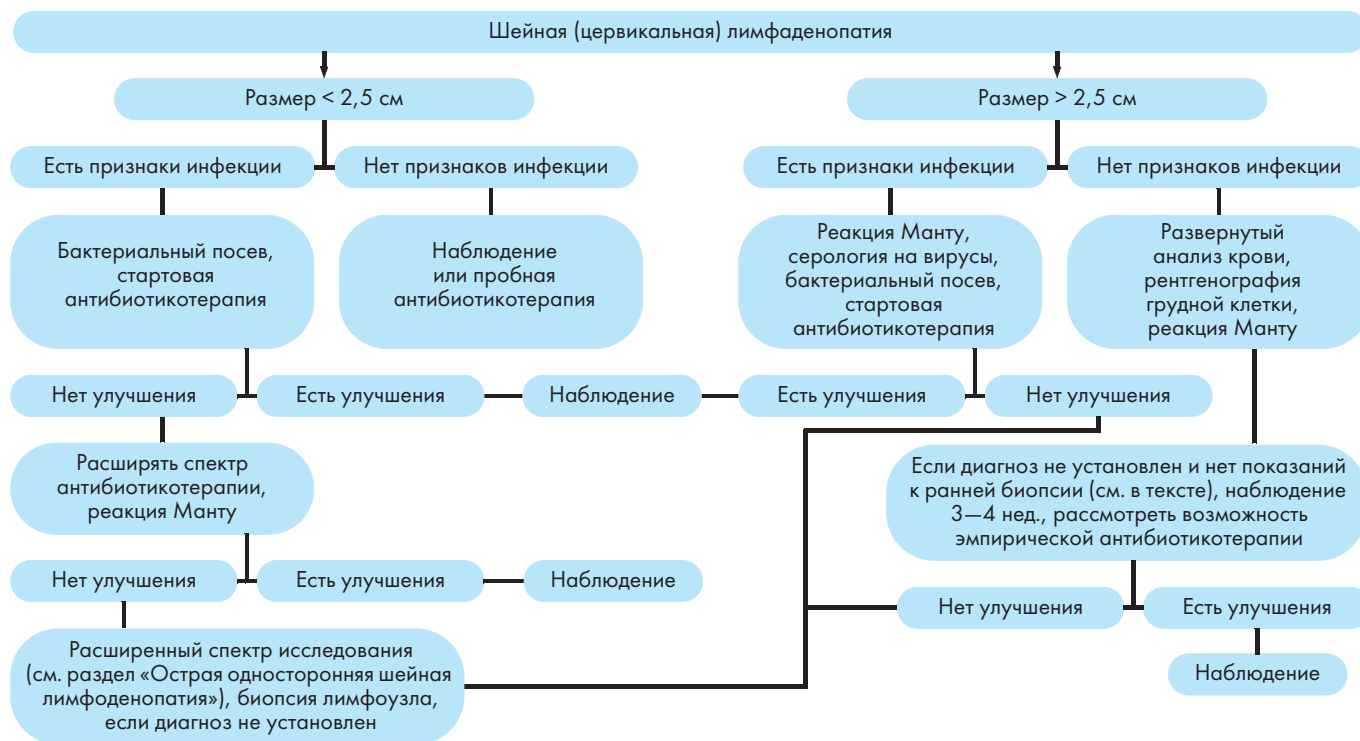 Шейная (цервикальная) лимфаденопатия
Размер < 2,5 см
Размер > 2,5 см
Есть признаки инфекции
Нет признаков инфекции
Есть признаки инфекции
Нет признаков инфекции
Бактериальный посев,
стартовая
антибиотикотерапия
Наблюдение
или пробная
антибиотикотерапия
Реакция Манту,
серология на вирусы,
бактериальный посев,
стартовая
антибиотикотерапия
Развернутый
анализ крови,
рентгенография
грудной клетки,
реакция Манту
Нет улучшения
Есть улучшения
Наблюдение
Есть улучшения
Нет улучшения
Расширять спектр
антибиотикотерапии,
реакция Манту
Если диагноз не установлен и нет показаний
к ранней биопсии (см. в тексте), наблюдение
3—4 нед., рассмотреть возможность
эмпирической антибиотикотерапии
Нет улучшения
Есть улучшения
Наблюдение
Нет улучшения
Есть улучшения
Расширенный спектр исследования
(см. раздел «Острая односторонняя шейная
лимфоденопатия»), биопсия лимфоузла,
если диагноз не установлен
Наблюдение